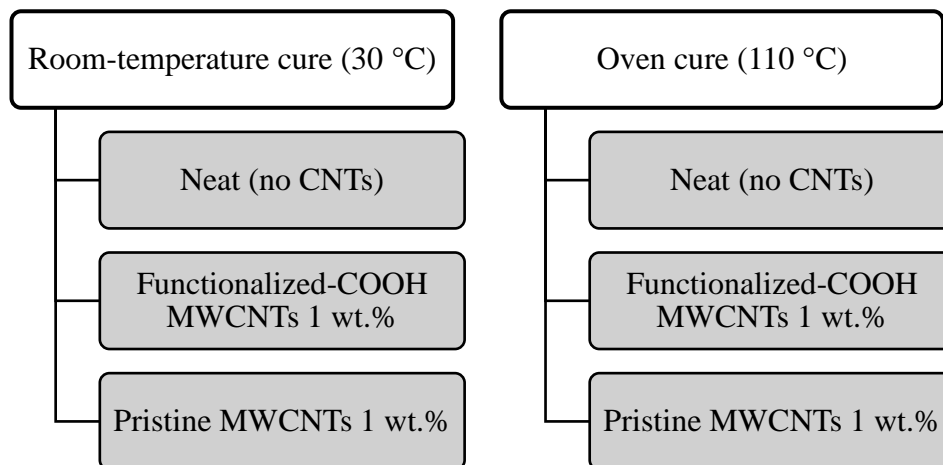 Room-temperature cure (30 °C)
Neat (no CNTs)
Functionalized-COOH
MWCNTs 1 wt.%
Pristine MWCNTs 1 wt.%
Oven cure (110 °C)
Neat (no CNTs)
Functionalized-COOH
MWCNTs 1 wt.%
Pristine MWCNTs 1 wt.%